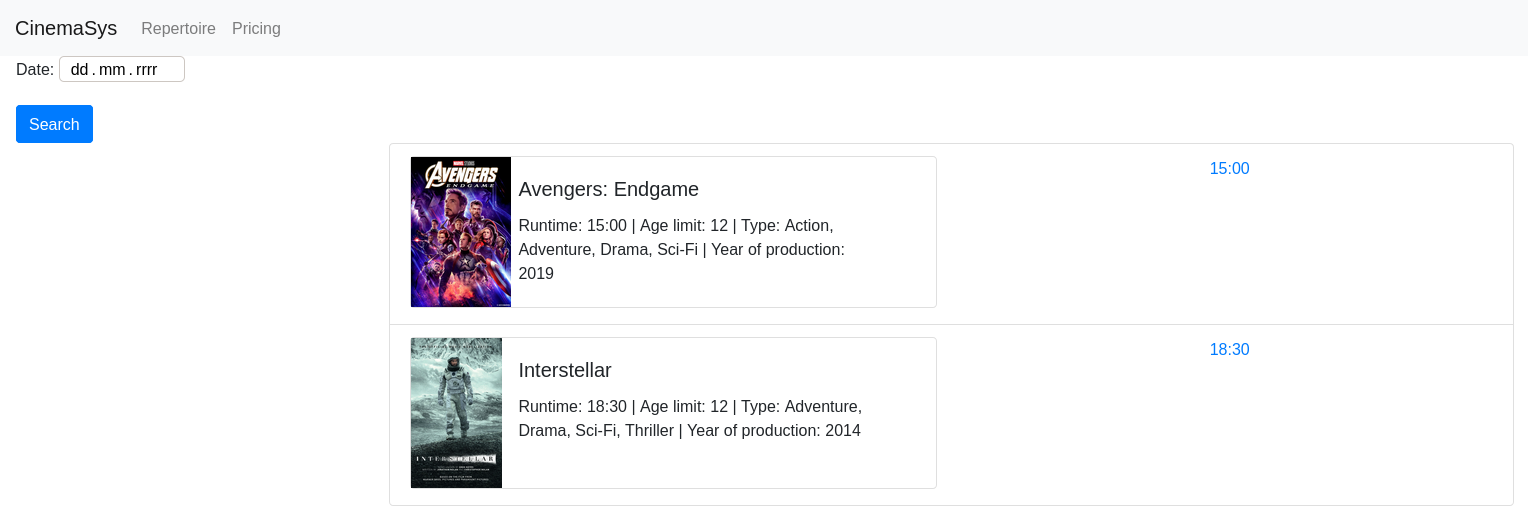 CinemaSys Repertoire Pricing
Date: dd.mm.rrrr
Search
MARVEL STUDIOS
AVENGERS
ENDGAME
Avengers: Endgame
Runtime: 15:00 | Age limit: 12 | Type: Action,
Adventure, Drama, Sci-Fi | Year of production:
2019
15:00
INTERSTELLAR
Interstellar
Runtime: 18:30 | Age limit: 12 | Type: Adventure,
Drama, Sci-Fi, Thriller | Year of production: 2014
18:30